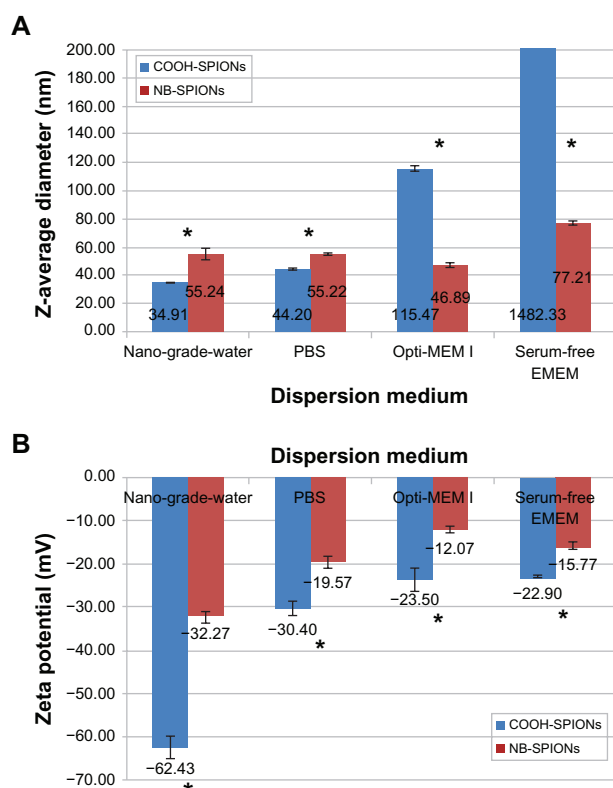 A
Z-average diameter (nm)
200.00
180.00
160.00
140.00
120.00
100.00
80.00
60.00
40.00
20.00
0.00
COOH-SPIONs
NB-SPIONs
*
*
*
*
34.91
55.24
44.20
55.22
115.47
46.89
1482.33
77.21
Nano-grade-water
PBS
Opti-MEM I
Serum-free
EMEM
Dispersion medium
B
Dispersion medium
Zeta potential (mV)
0.00
−10.00
−20.00
−30.00
−40.00
−50.00
−60.00
−70.00
Nano-grade-water
PBS
Opti-MEM I
Serum-free
EMEM
−62.43
−32.27
−30.40
−19.57
−23.50
−12.07
−22.90
−15.77
*
*
*
*
COOH-SPIONs
NB-SPIONs